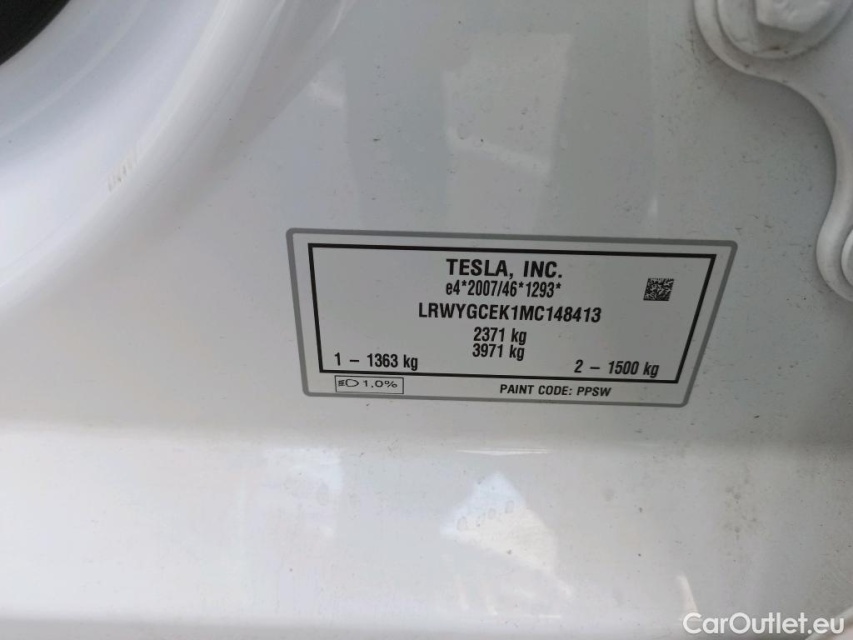 TESLA, INC.
e4*2007/46*1293*
LRWYGCEK1MC148413
2371 kg
3971 kg
1 – 1363 kg
2 – 1500 kg
1.0%
PAINT CODE: PPSW
CarOutlet.eu